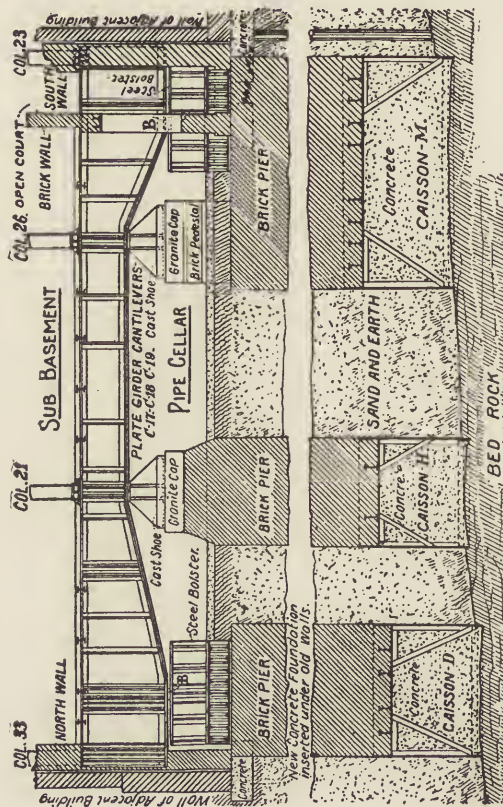 Wall of Adjacent Building
COL. 33
NORTH WALL
COL. 21
SUB BASEMENT
COL. 26.
OPEN COURT
BRICK WALL
SOUTH WALL
COL. 23
Wall of Adjacent Building
Steel Bolster.
B
B
PLATE GIRDER CANTILEVERS
C-17-C-18 C-19.
Cast Shoe
Cast Shoe
PIPE CELLAR
Granite Cap
Granite Cap
Brick Pedestal
Steel Bolster.
Concrete
Concrete
BRICK PIER
BRICK PIER
BRICK PIER
New Concrete Foundation
inserted under old Walls.
SAND AND EARTH
Concrete
CAISSON-D
Concrete
CAISSON-H
Concrete
CAISSON-M.
BED ROCK